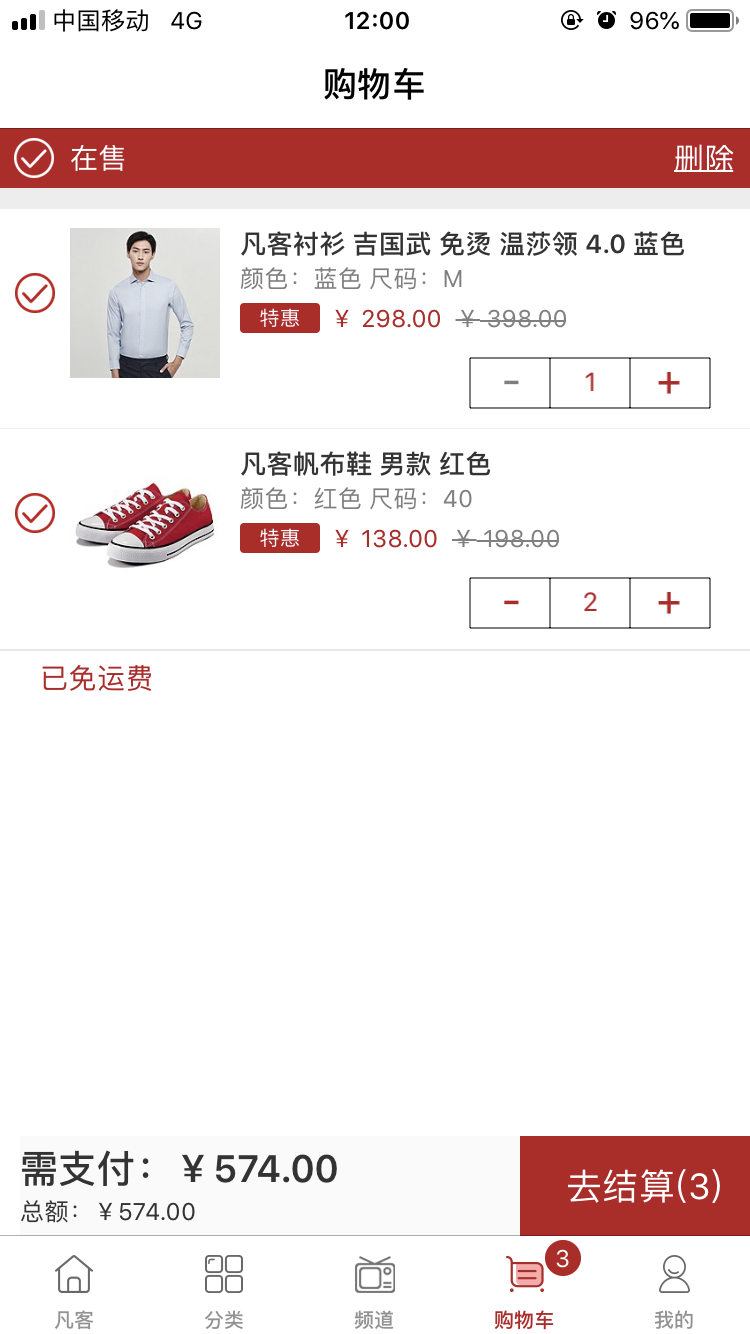 中国移动 4G 12:00 96%
购物车
在售 删除
凡客衬衫 吉国武 免烫 温莎领 4.0 蓝色
颜色：蓝色 尺码：M
特惠 ¥ 298.00 ¥ 398.00
- 1 +
凡客帆布鞋 男款 红色
颜色：红色 尺码：40
特惠 ¥ 138.00 ¥ 198.00
- 2 +
已免运费
需支付： ¥ 574.00
总额： ¥ 574.00
去结算(3)
3
凡客 分类 频道 购物车 我的